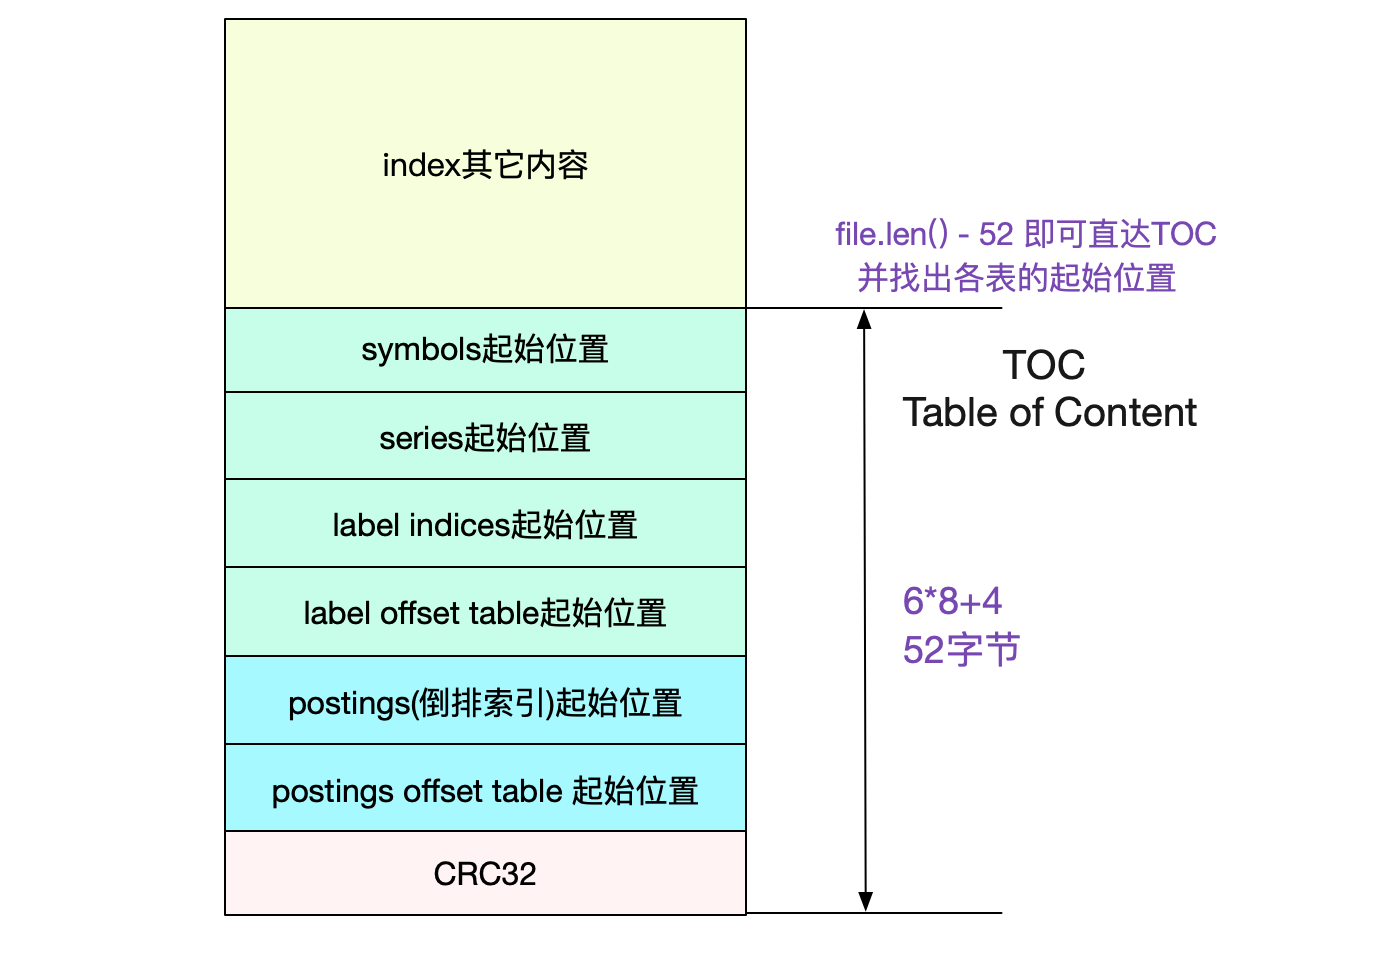 index其它内容
file.len() - 52 即可直达TOC
并找出各表的起始位置
symbols起始位置
TOC
Table of Content
series起始位置
label indices起始位置
label offset table起始位置
6*8+4
52字节
postings(倒排索引)起始位置
postings offset table 起始位置
CRC32